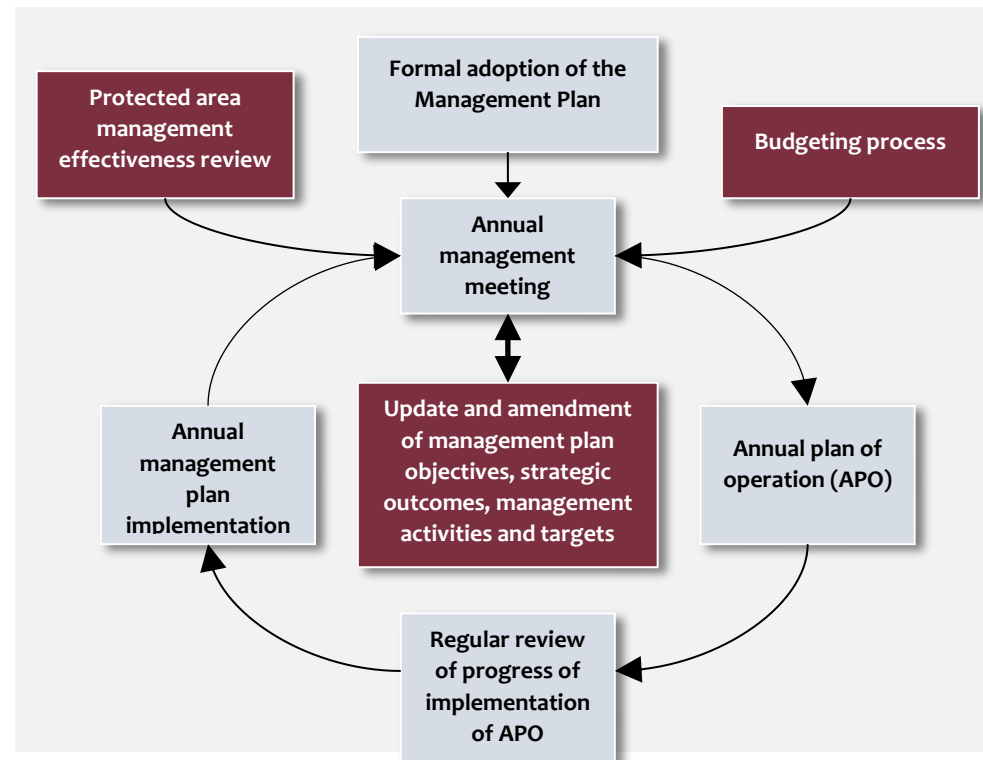 Formal adoption of the
Management Plan
Protected area
management
effectiveness review
Budgeting process
Annual
management
meeting
Update and amendment
of management plan
objectives, strategic
outcomes, management
activities and targets
Annual
management
plan
implementation
Annual plan of
operation (APO)
Regular review
of progress of
implementation
of APO